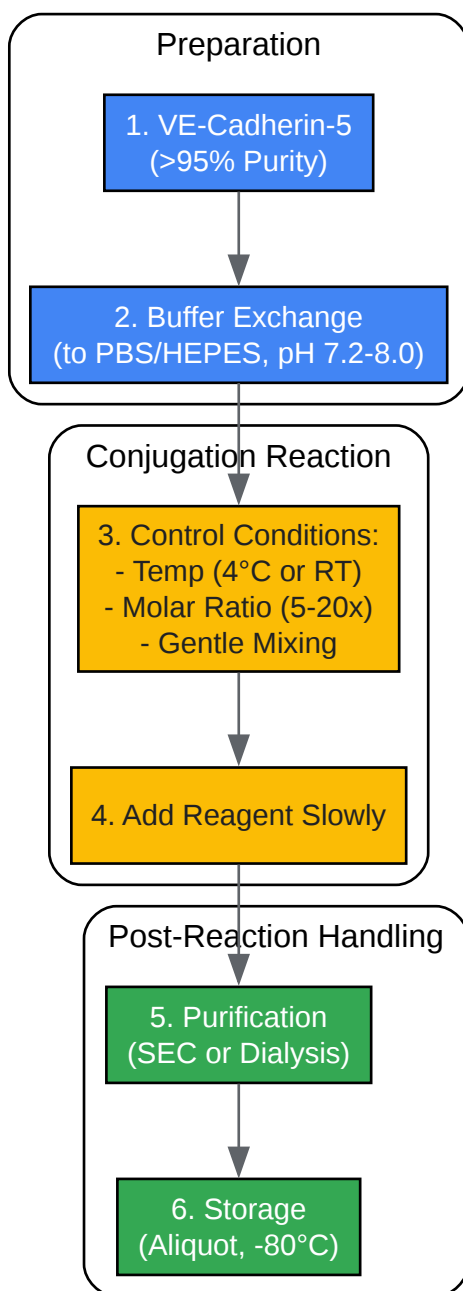 Preparation
1. VE-Cadherin-5
(>95% Purity)
2. Buffer Exchange
(to PBS/HEPES, pH 7.2-8.0)
Conjugation Reaction
3. Control Conditions:
- Temp (4°C or RT)
- Molar Ratio (5-20x)
- Gentle Mixing
4. Add Reagent Slowly
Post-Reaction Handling
5. Purification
(SEC or Dialysis)
6. Storage
(Aliquot, -80°C)